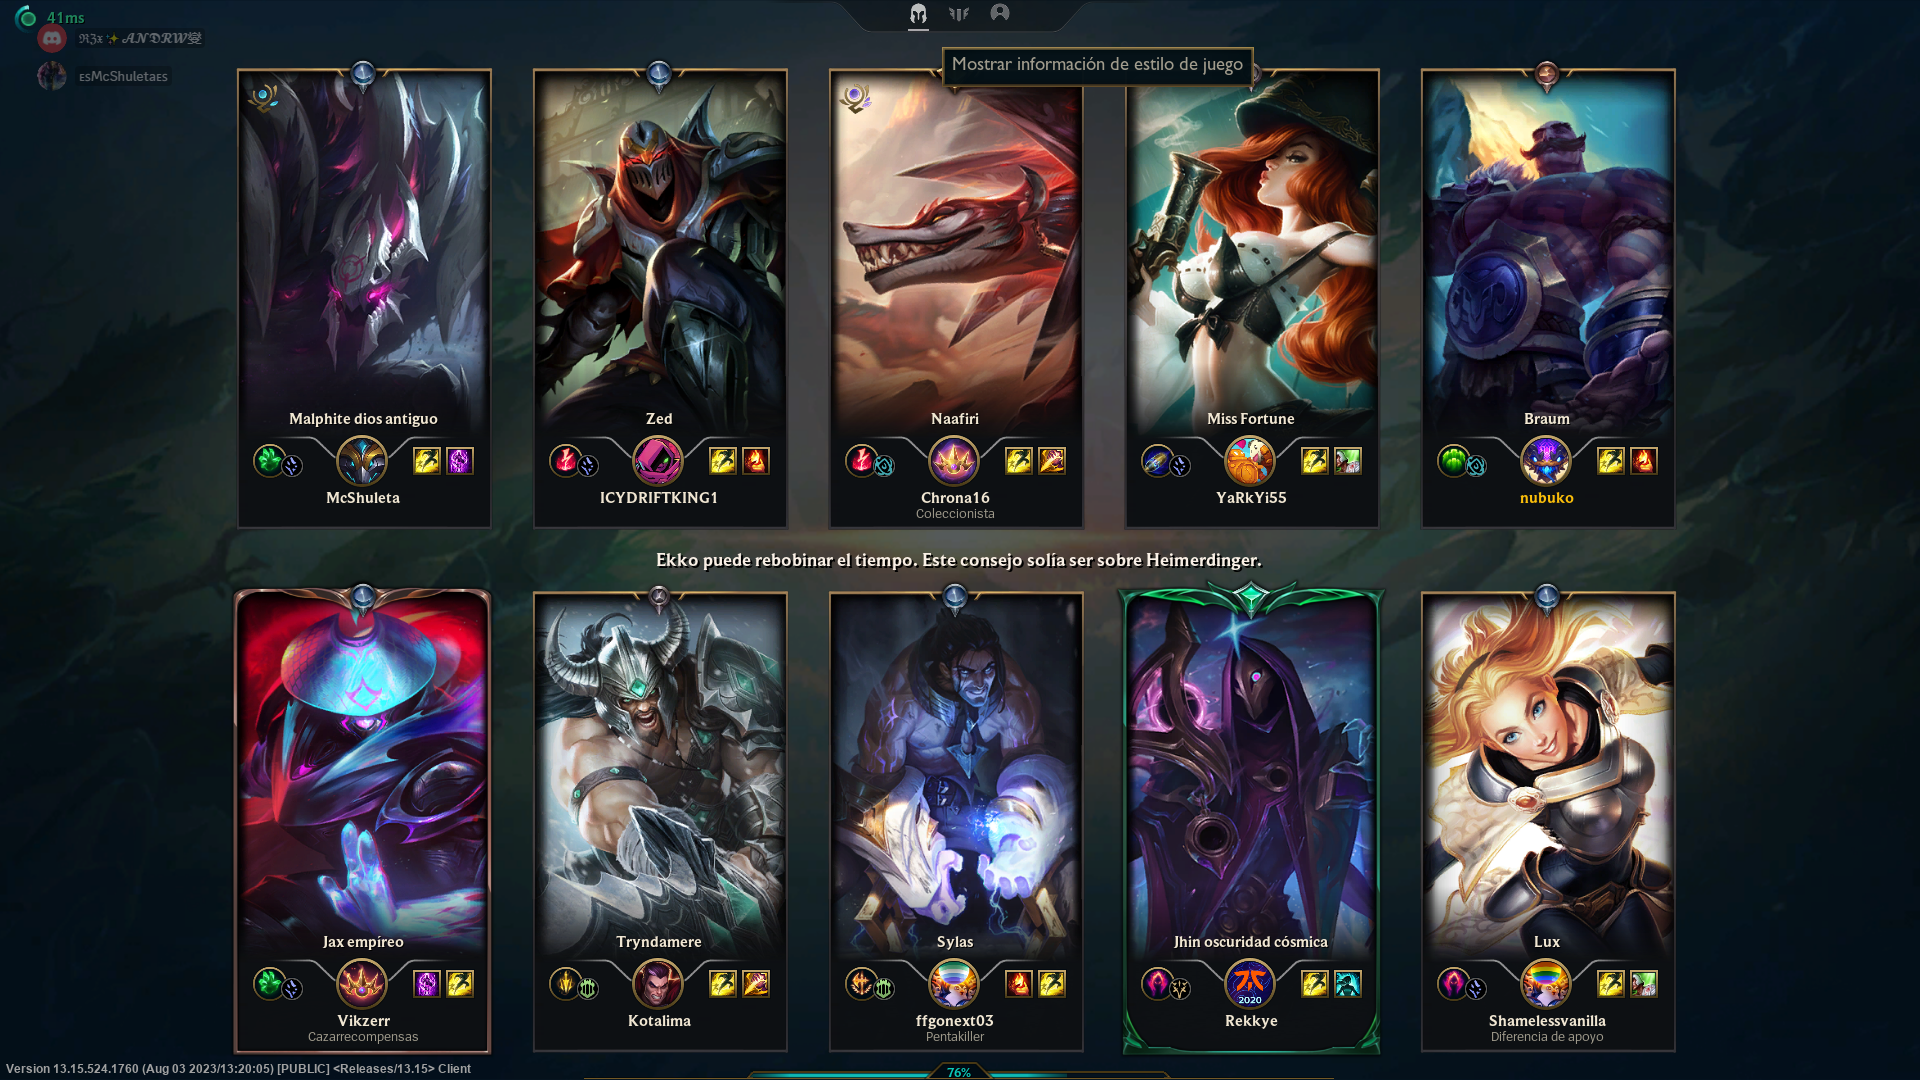 41ms
ᴇsMcShuletaᴇs
Mostrar información de estilo de juego
Malphite dios antiguo
McShuleta
Zed
ICYDRIFTKING1
Naafiri
Chrona16
Coleccionista
Miss Fortune
YaRkYi55
Braum
nubuko
Ekko puede rebobinar el tiempo. Este consejo solía ser sobre Heimerdinger.
Jax empíreo
Vikzerr
Cazarrecompensas
Tryndamere
Kotalima
Sylas
ffgonext03
Pentakiller
Jhin oscuridad cósmica
2020
Rekkye
Lux
Shamelessvanilla
Diferencia de apoyo
Version 13.15.524.1760 (Aug 03 2023/13:20:05) [PUBLIC] <Releases/13.15> Client
76%